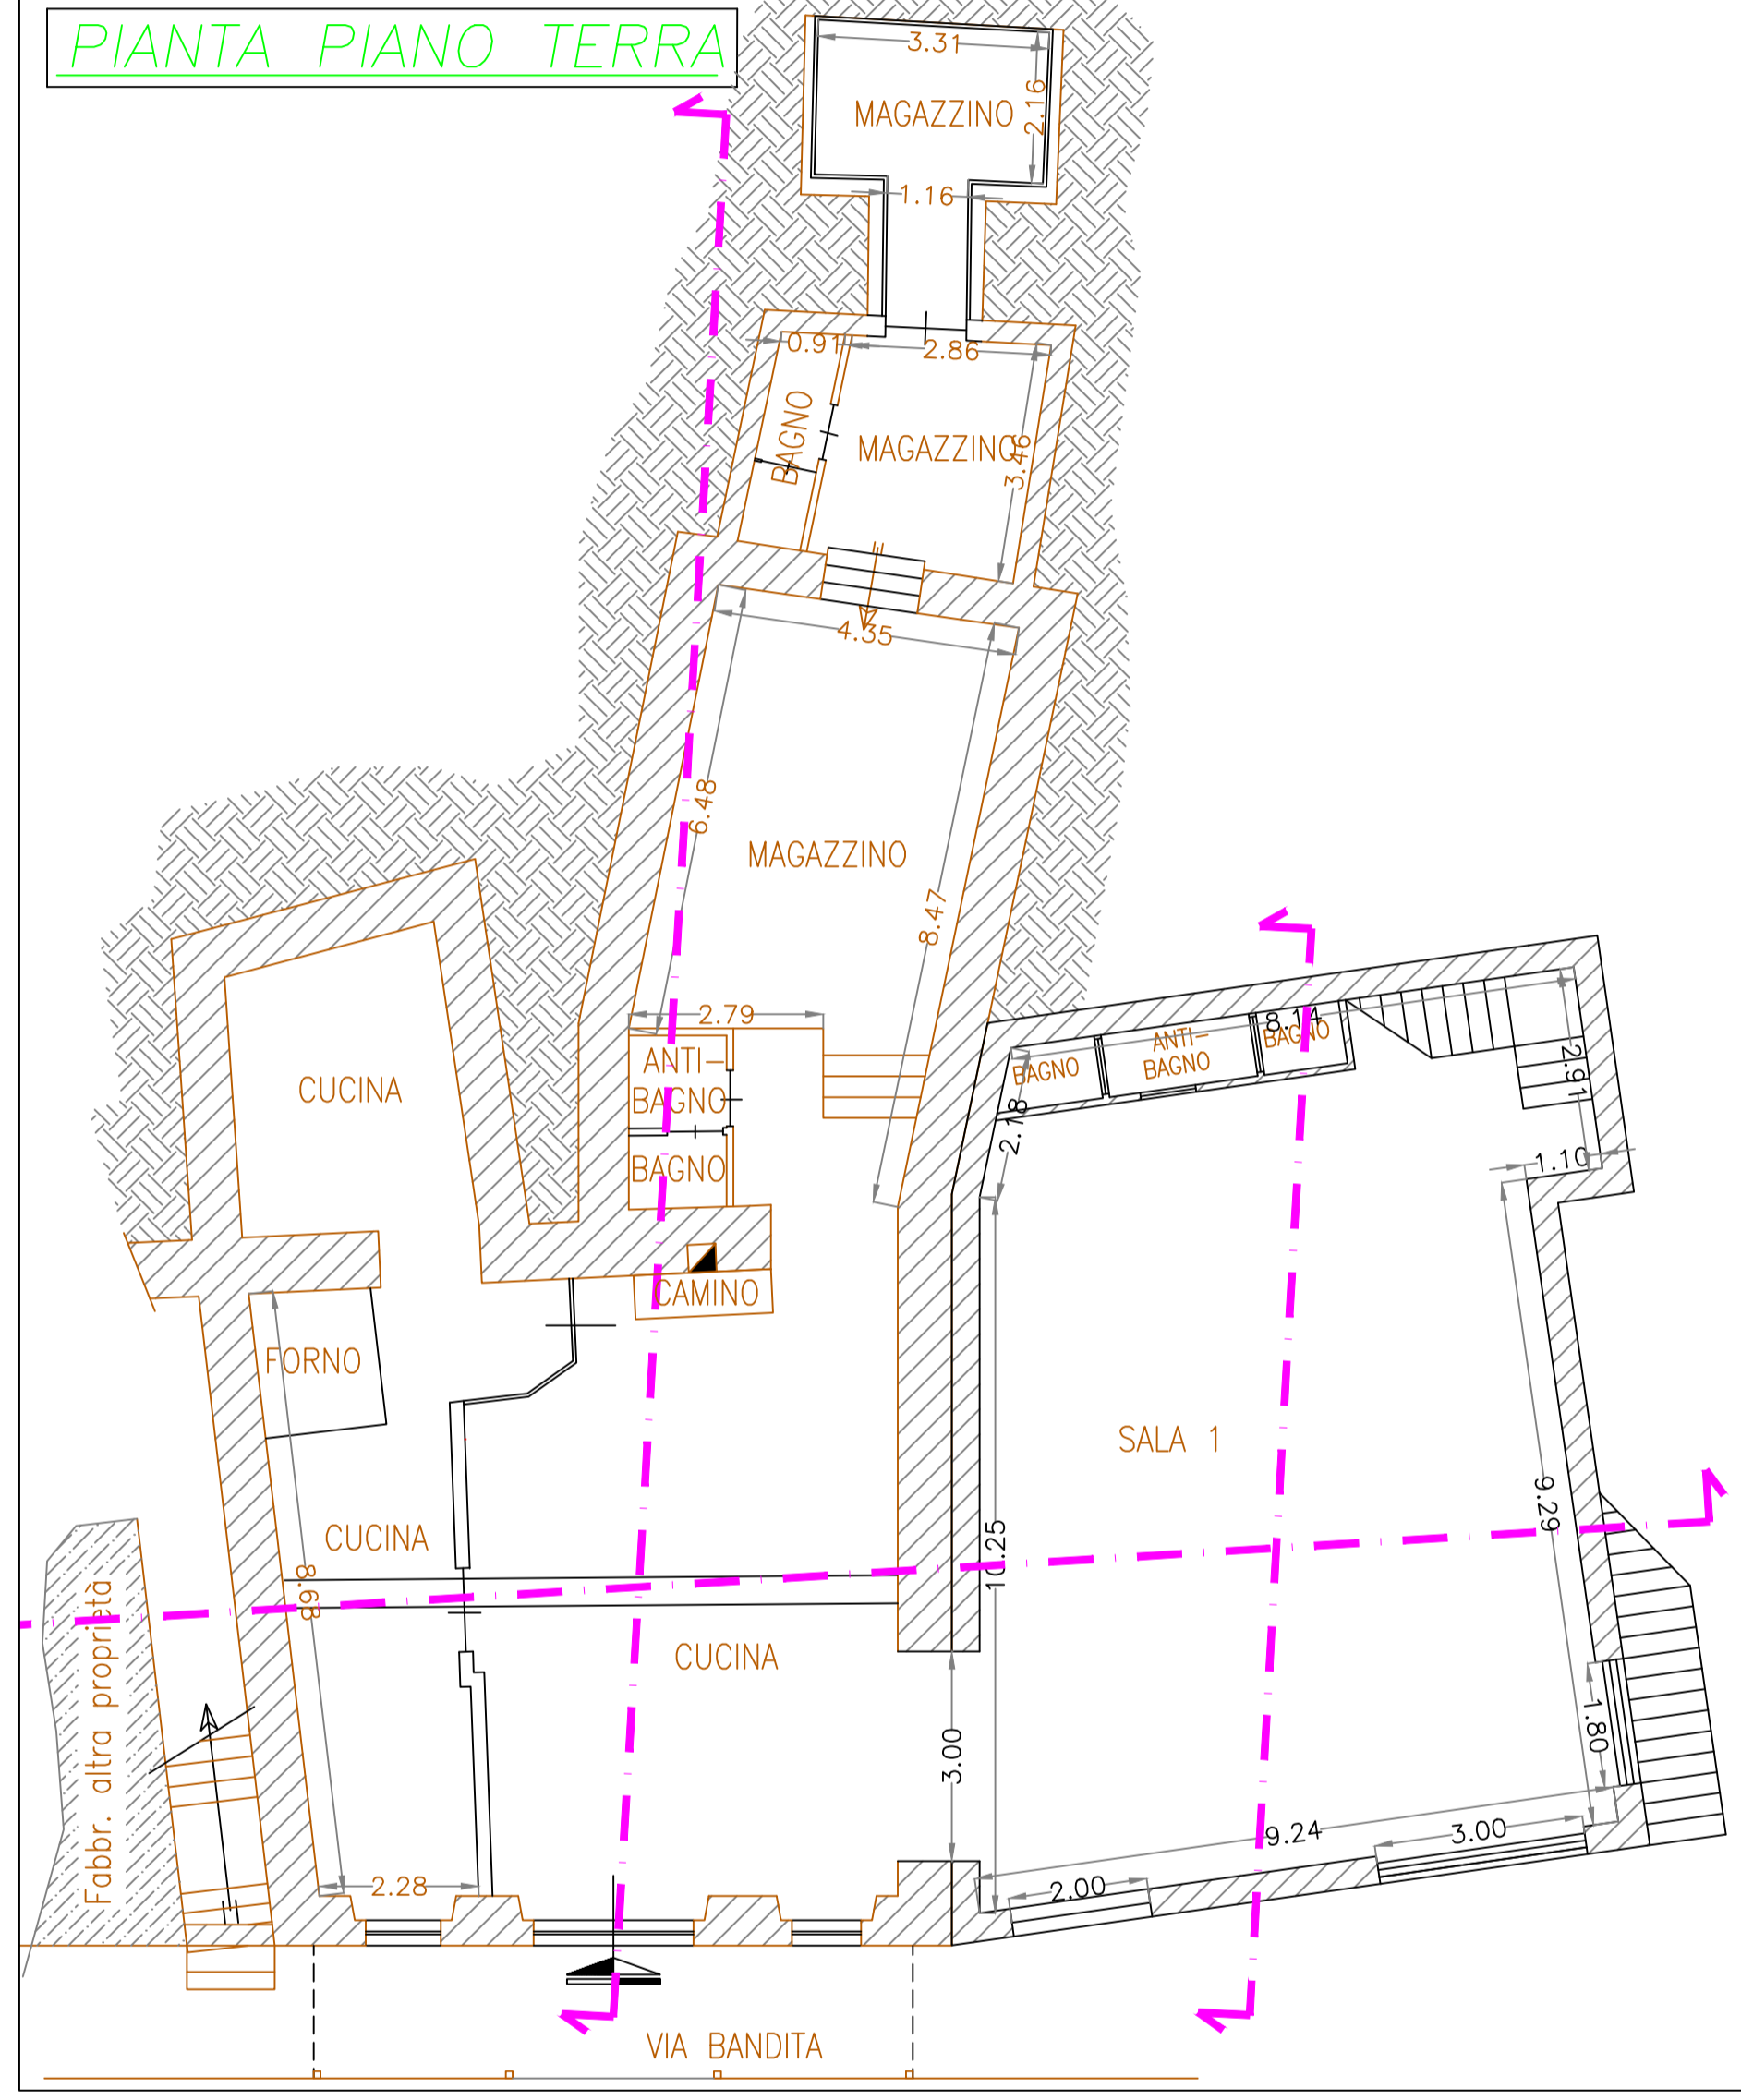 PIANTA PIANO TERRA
3.31
MAGAZZINO
2.16
1.16
0.91
2.86
BAGNO
MAGAZZINO
3.46
4.35
6.48
MAGAZZINO
8.47
2.79
ANTI-
BAGNO
BAGNO
CUCINA
8.14
BAGNO
ANTI-
BAGNO
BAGNO
2.91
2.18
1.10
CAMINO
FORNO
SALA 1
9.29
10.25
CUCINA
8.68
CUCINA
Fabbr. altra proprietà
3.00
1.80
9.24
3.00
2.00
2.28
VIA BANDITA